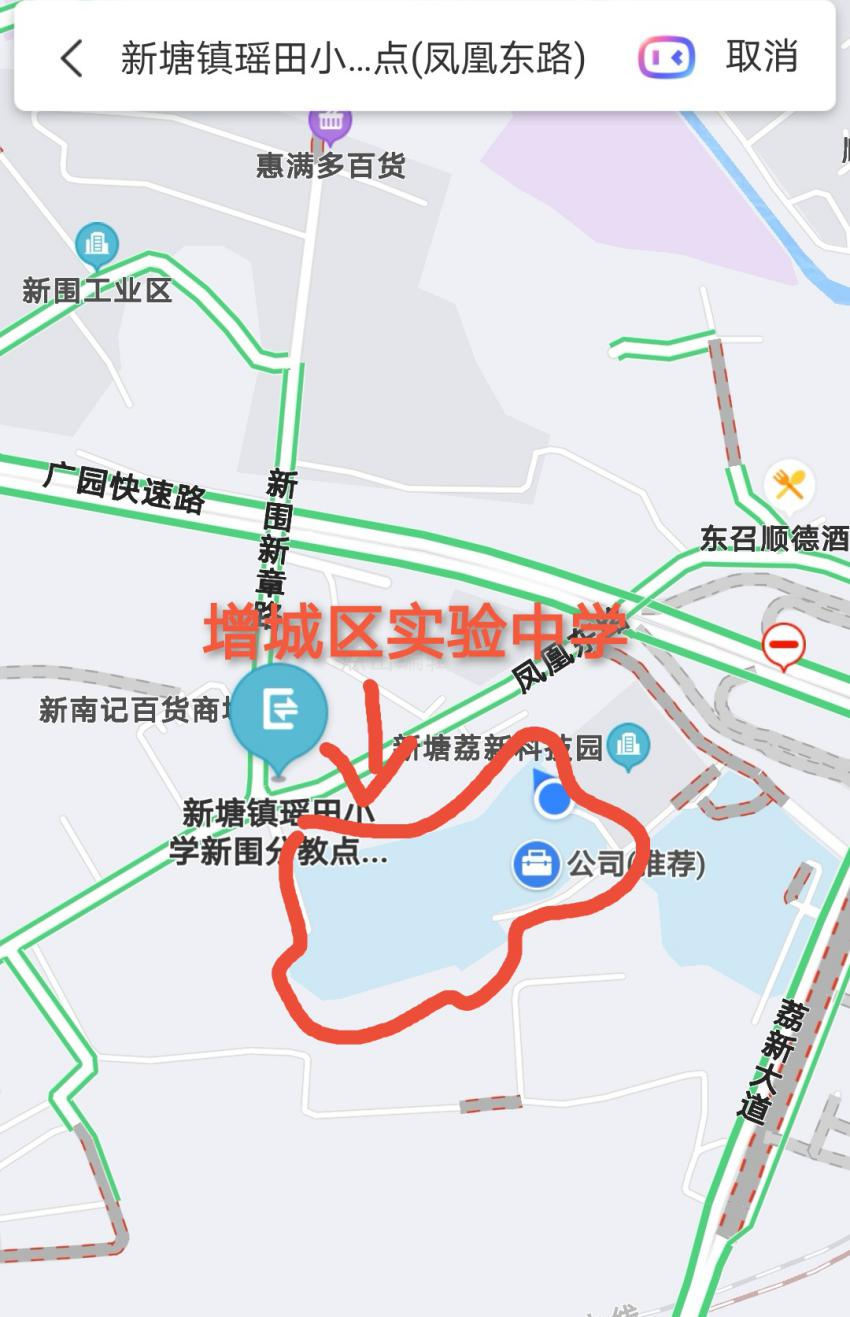 新塘镇瑶田小...点(凤凰东路)
取消
惠满多百货
新围工业区
广园快速路
新围新章路
东召顺德酒
增城区实验中学
凤凰东路
新南记百货商场
新塘荔新科技园
新塘镇瑶田小
学新围分教点...
公司(推荐)
荔新大道